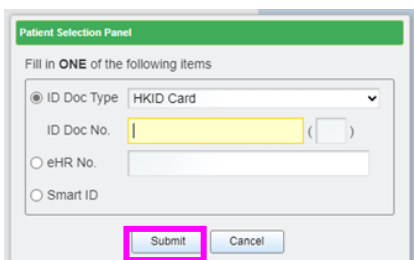 Patient Selection Panel
Fill in ONE of the following items
ID Doc Type HKID Card
ID Doc No. ( )
eHR No.
Smart ID
Submit Cancel